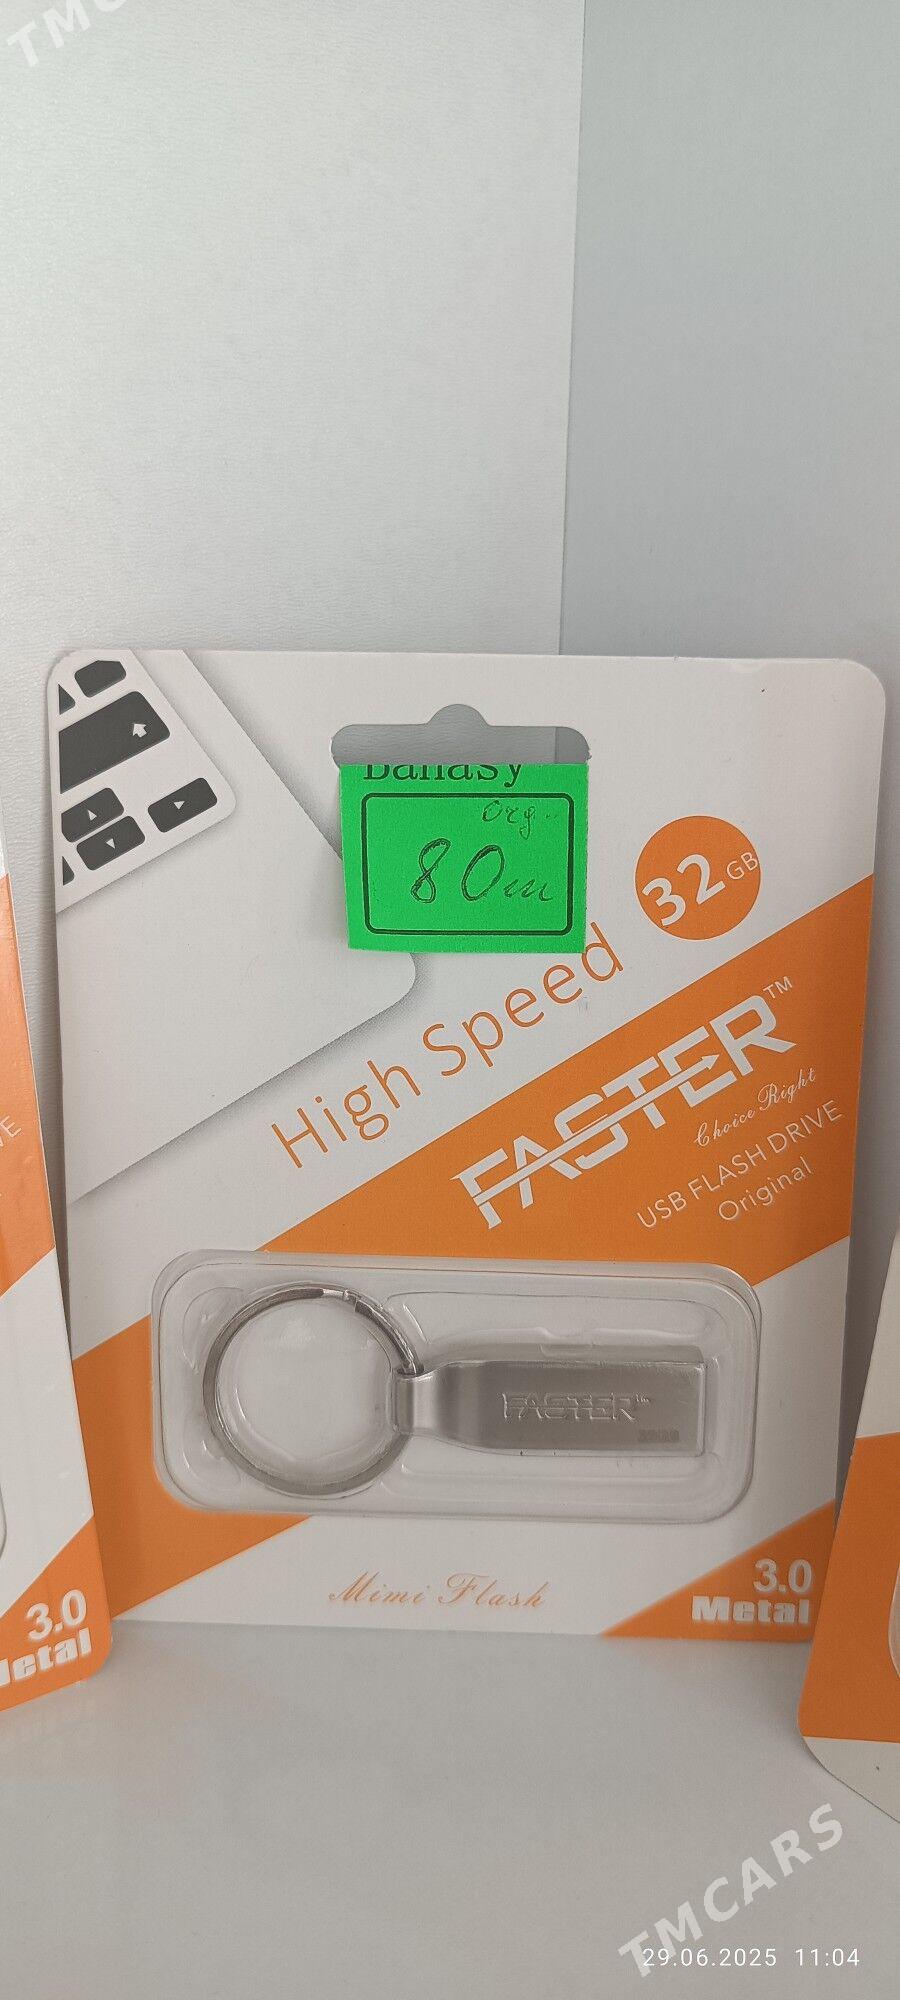 Bahasy
Org..
80m
32 GB
High Speed
FASTER™
Choice Right
USB FLASH DRIVE
Original
FASTER™
Mimi Flash
3.0
Metal
3.0
Metal
TMCARS
29.06.2025 11:04